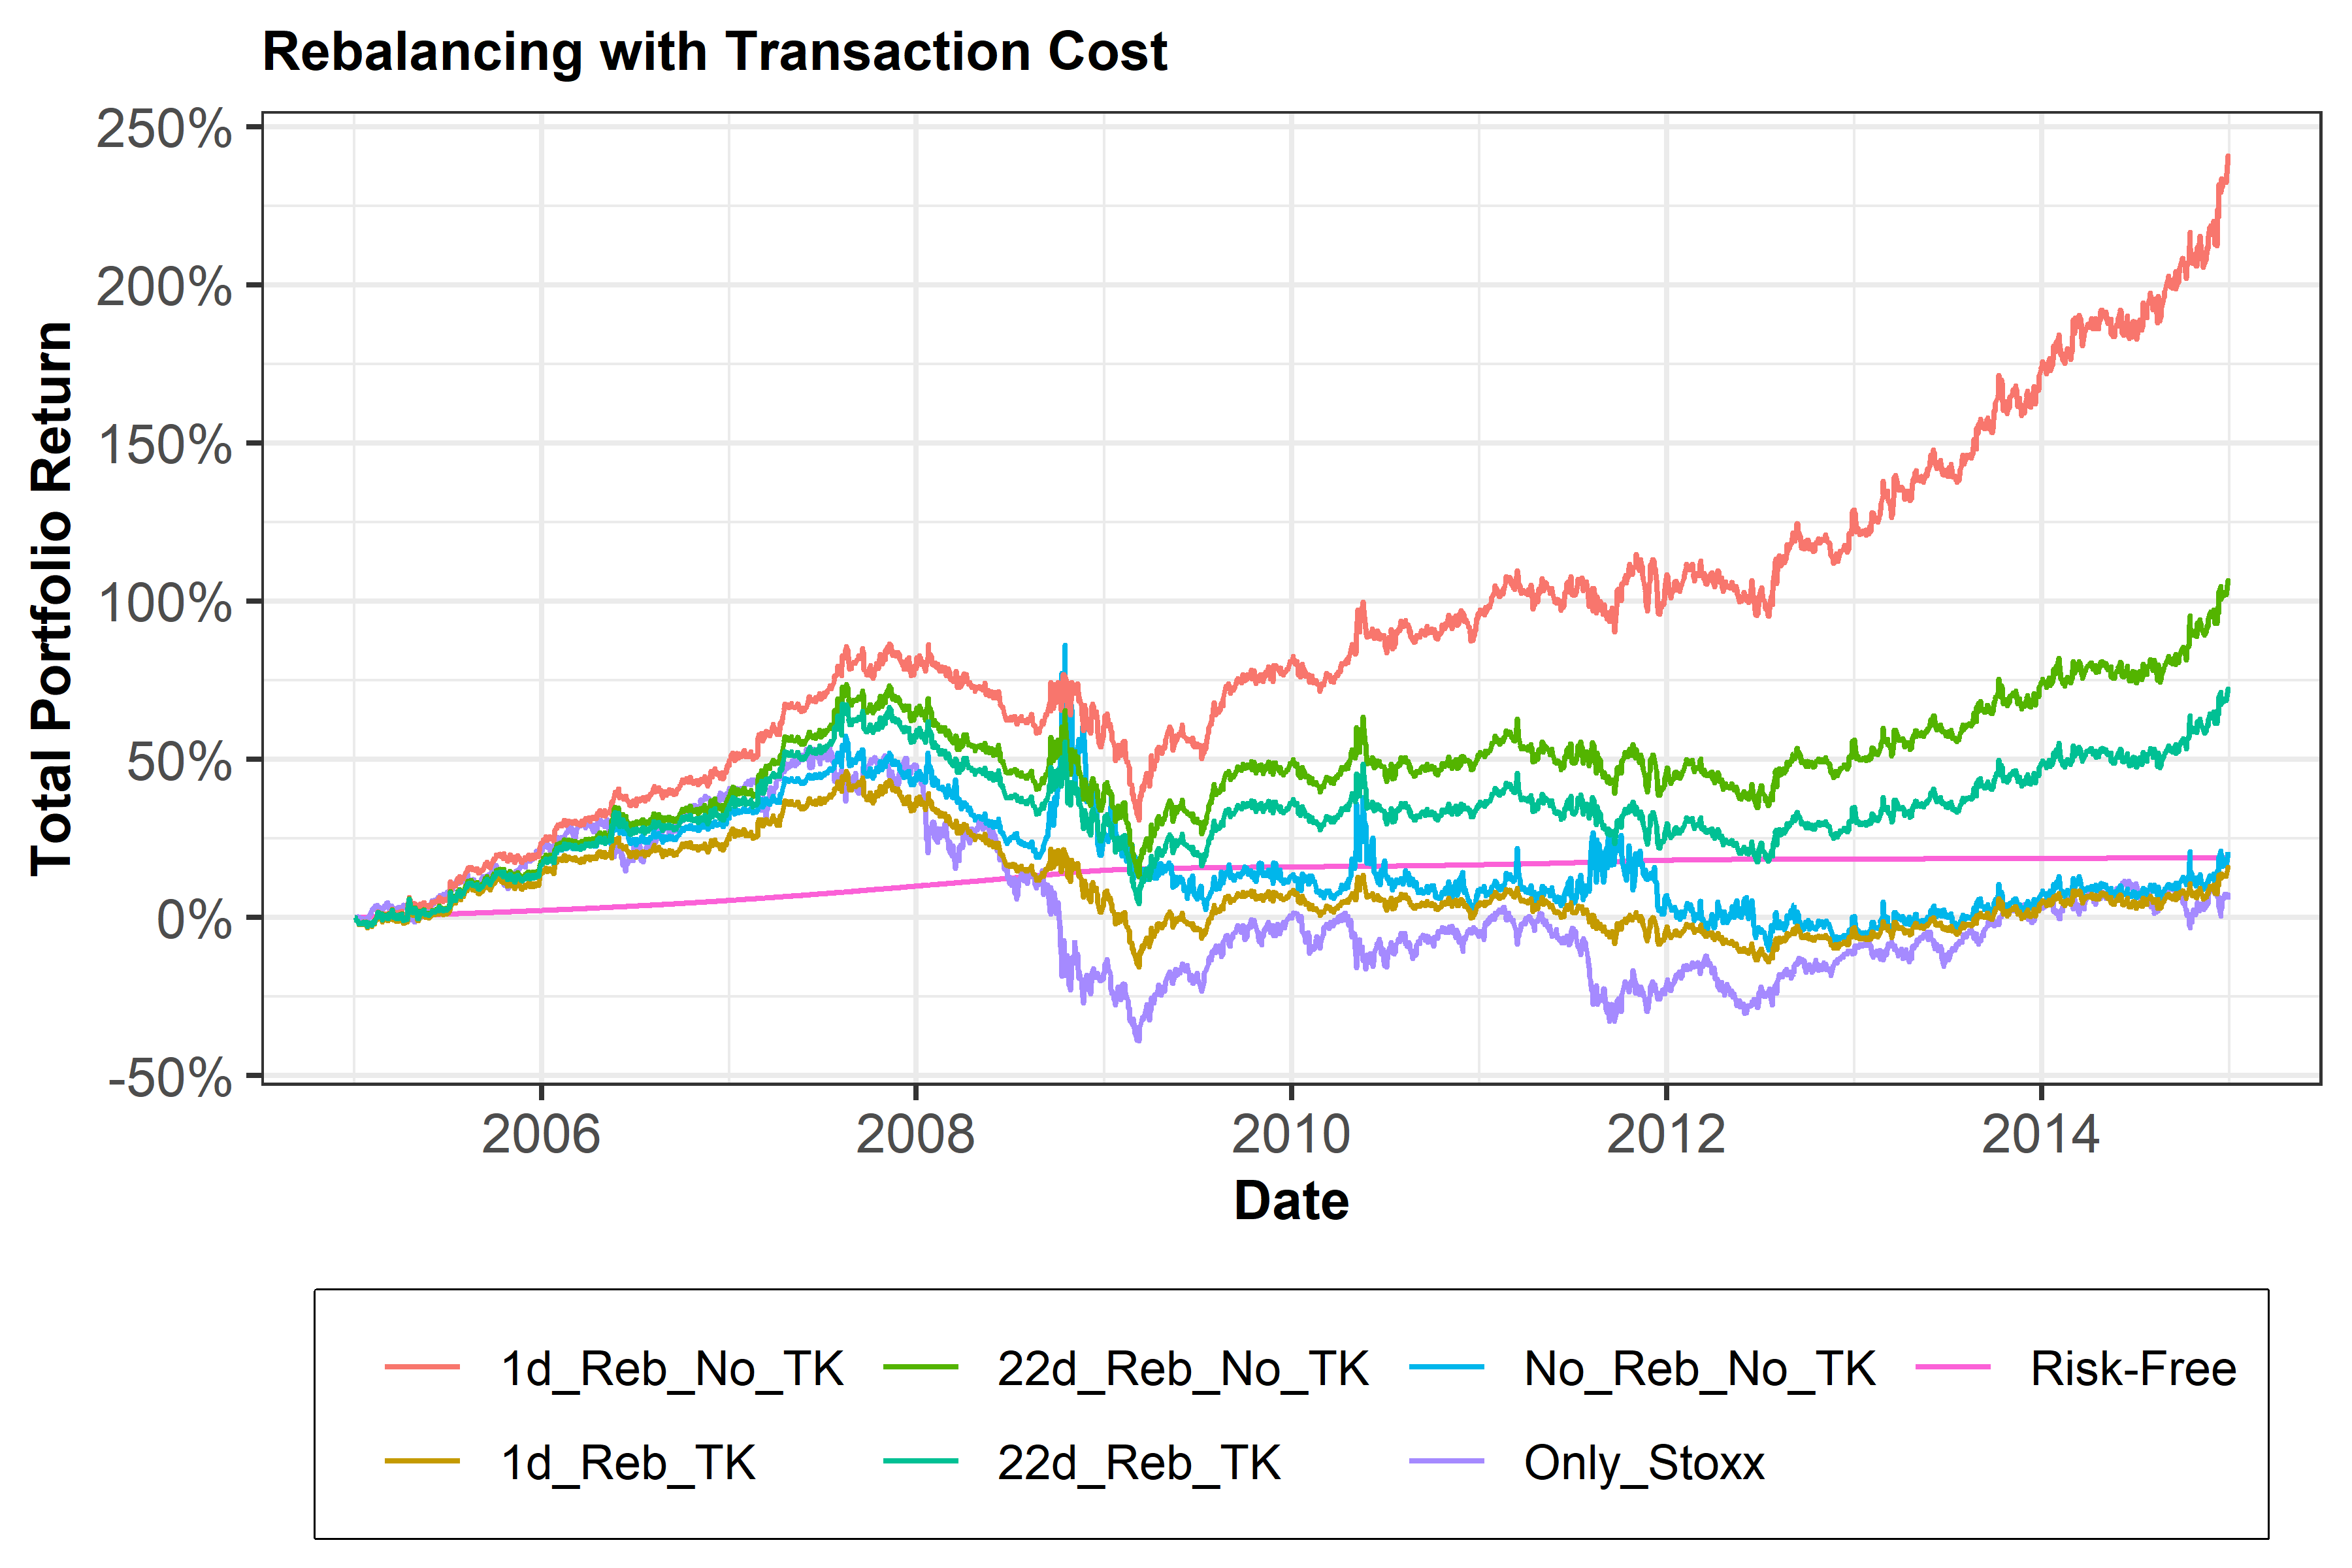 Rebalancing with Transaction Cost
Total Portfolio Return
250%
200%
150%
100%
50%
0%
-50%
2006 2008 2010 2012 2014
Date
1d_Reb_No_TK 22d_Reb_No_TK No_Reb_No_TK Risk-Free
1d_Reb_TK 22d_Reb_TK Only_Stoxx